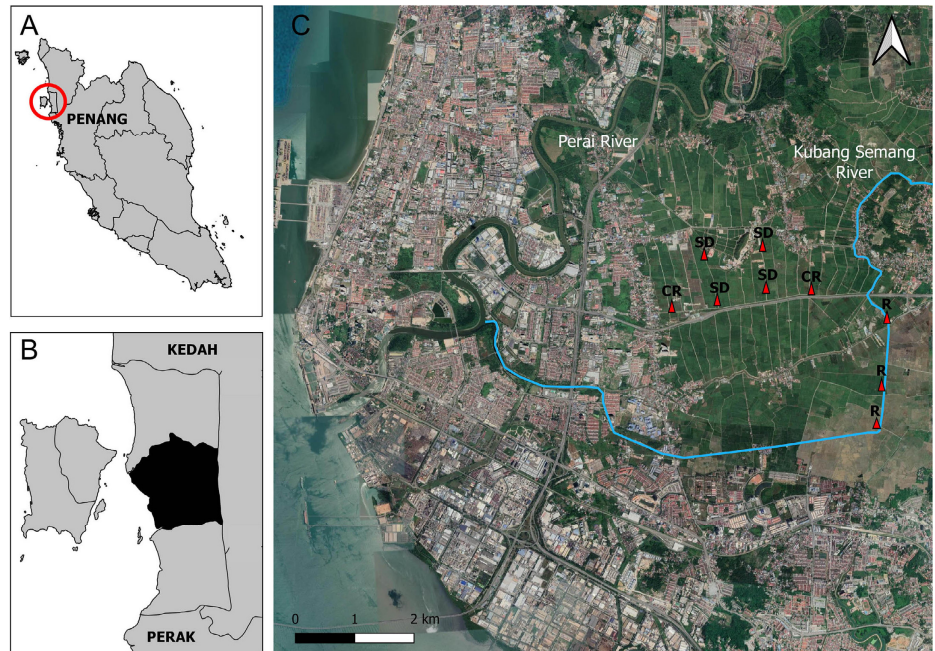 A
PENANG
B
KEDAH
PERAK
C
Perai River
Kubang Semang
River
SD
SD
CR
SD
SD
CR
R
R
R
0
1
2 km